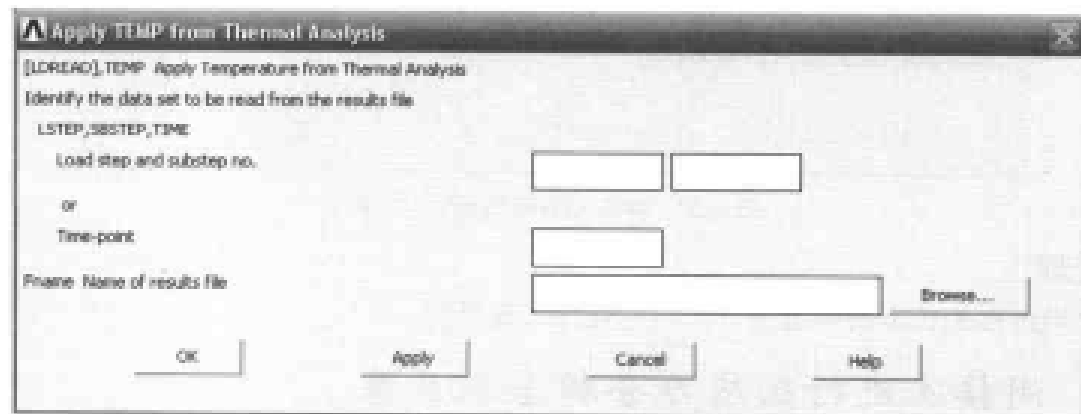 Apply TEMP from Thermal Analysis
[LDREAD],TEMP Apply Temperature from Thermal Analysis
Identify the data set to be read from the results file
LSTEP,SBSTEP,TIME
Load step and substep no.
or
Time-point
Fname Name of results file
Browse...
OK Apply Cancel Help